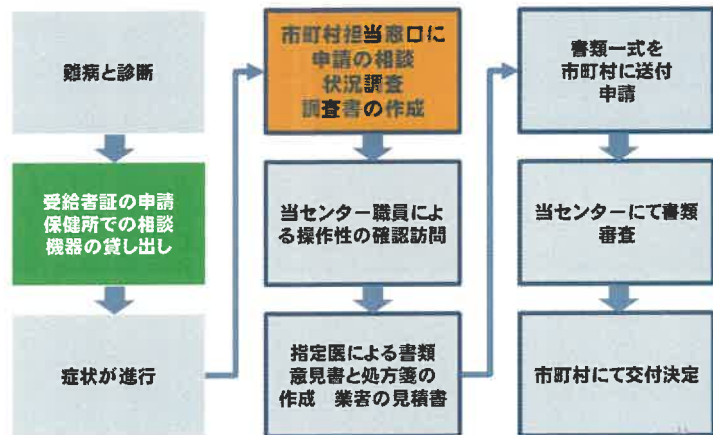 難病と診断
受給者証の申請
保健所での相談
機器の貸し出し
症状が進行
市町村担当窓口に
申請の相談
状況調査
調査書の作成
当センター職員によ
る操作性の確認訪問
指定医による書類
意見書と処方箋の
作成　業者の見積書
書類一式を
市町村に送付
申請
当センターにて書類
審査
市町村にて交付決定